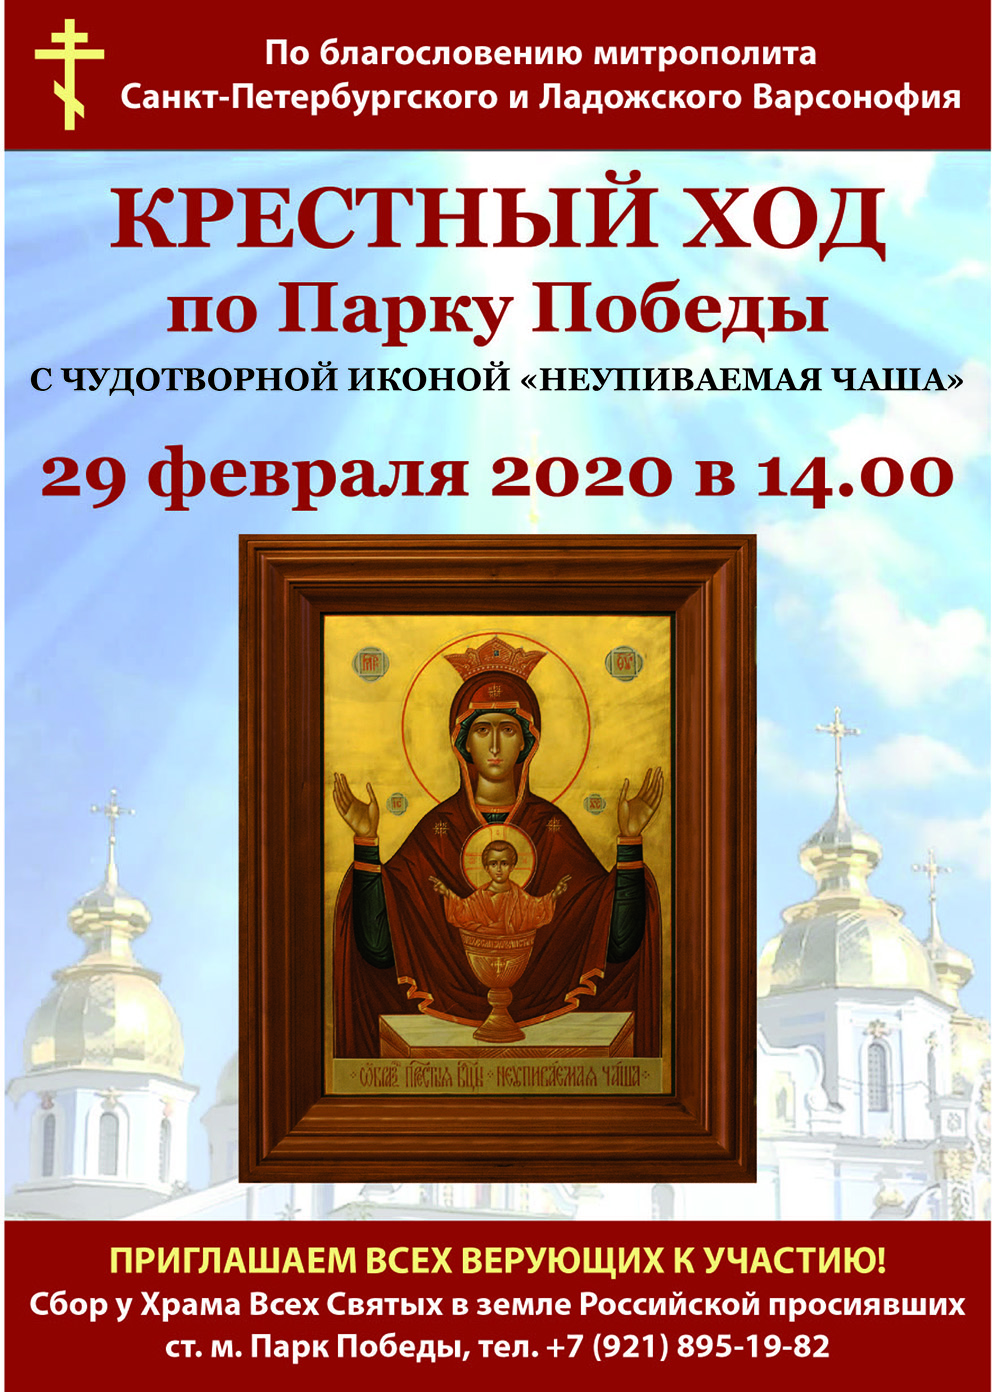 По благословению митрополита
Санкт-Петербургского и Ладожского Варсонофия
КРЕСТНЫЙ ХОД
по Парку Победы
С ЧУДОТВОРНОЙ ИКОНОЙ «НЕУПИВАЕМАЯ ЧАША»
29 февраля 2020 в 14.00
НЕУПИВАЕМАЯ ЧАША
ПРИГЛАШАЕМ ВСЕХ ВЕРУЮЩИХ К УЧАСТИЮ!
Сбор у Храма Всех Святых в земле Российской просиявших
ст. м. Парк Победы, тел. +7 (921) 895-19-82